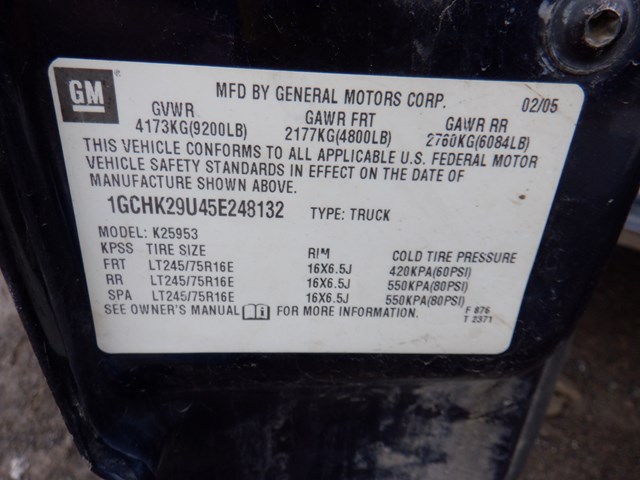 GM
MFD BY GENERAL MOTORS CORP. 02/05
GVWR GAWR FRT GAWR RR
4173KG(9200LB) 2177KG(4800LB) 2760KG(6084LB)
THIS VEHICLE CONFORMS TO ALL APPLICABLE U.S. FEDERAL MOTOR
VEHICLE SAFETY STANDARDS IN EFFECT ON THE DATE OF
MANUFACTURE SHOWN ABOVE.
1GCHK29U45E248132 TYPE: TRUCK
MODEL: K25953
KPSS TIRE SIZE RIM COLD TIRE PRESSURE
FRT LT245/75R16E 16X6.5J 420KPA(60PSI)
RR LT245/75R16E 16X6.5J 550KPA(80PSI)
SPA LT245/75R16E 16X6.5J 550KPA(80PSI)
SEE OWNER'S MANUAL FOR MORE INFORMATION. F 876
T 2371